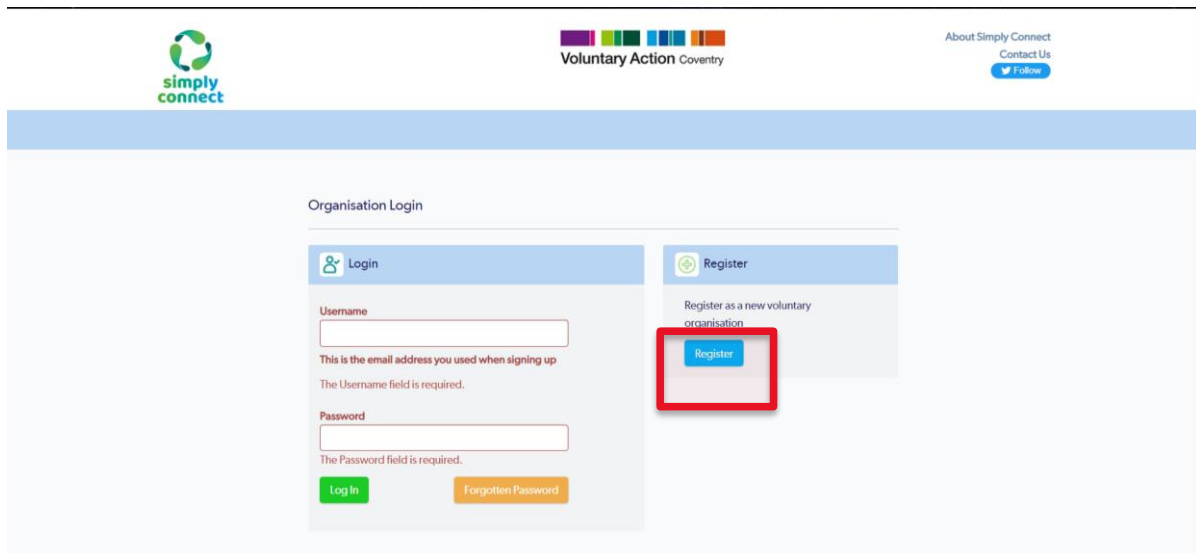 simply
connect
Voluntary Action Coventry
About Simply Connect
Contact Us
Follow
Organisation Login
Login
Username
This is the email address you used when signing up
The Username field is required.
Password
The Password field is required.
Log In
Forgotten Password
Register
Register as a new voluntary
organisation
Register